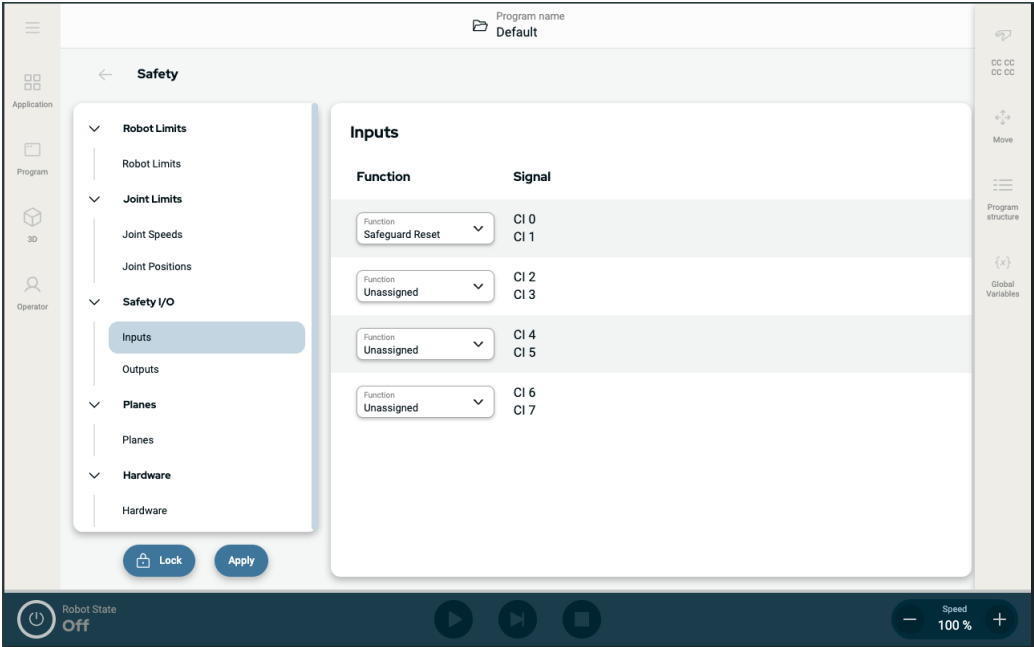 Program name
Default
Application
Program
3D
Operator
Safety
Robot Limits
Robot Limits
Joint Limits
Joint Speeds
Joint Positions
Safety I/O
Inputs
Outputs
Planes
Planes
Hardware
Hardware
Lock
Apply
Inputs
Function Signal
Function
Safeguard Reset
CI 0
CI 1
Function
Unassigned
CI 2
CI 3
Function
Unassigned
CI 4
CI 5
Function
Unassigned
CI 6
CI 7
CC CC
CC CC
Move
Program
structure
{x}
Global
Variables
Robot State
Off
Speed
100 %